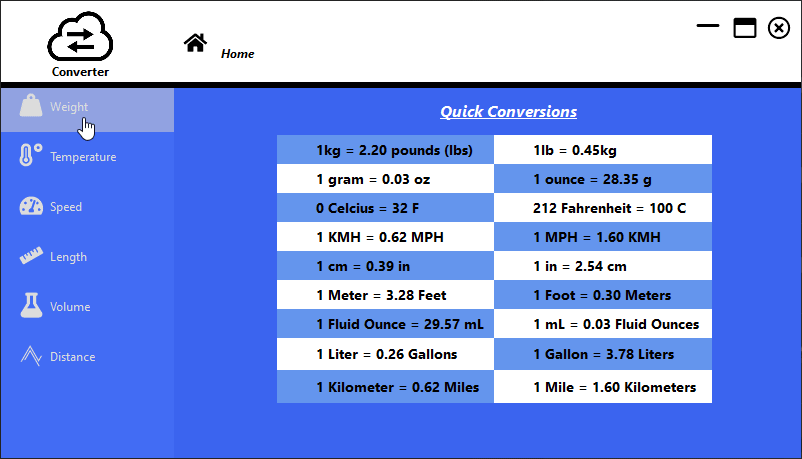 Converter
Home
Weight
Temperature
Speed
Length
Volume
Distance
Quick Conversions
1kg = 2.20 pounds (lbs) 1lb = 0.45kg
1 gram = 0.03 oz 1 ounce = 28.35 g
0 Celcius = 32 F 212 Fahrenheit = 100 C
1 KMH = 0.62 MPH 1 MPH = 1.60 KMH
1 cm = 0.39 in 1 in = 2.54 cm
1 Meter = 3.28 Feet 1 Foot = 0.30 Meters
1 Fluid Ounce = 29.57 mL 1 mL = 0.03 Fluid Ounces
1 Liter = 0.26 Gallons 1 Gallon = 3.78 Liters
1 Kilometer = 0.62 Miles 1 Mile = 1.60 Kilometers